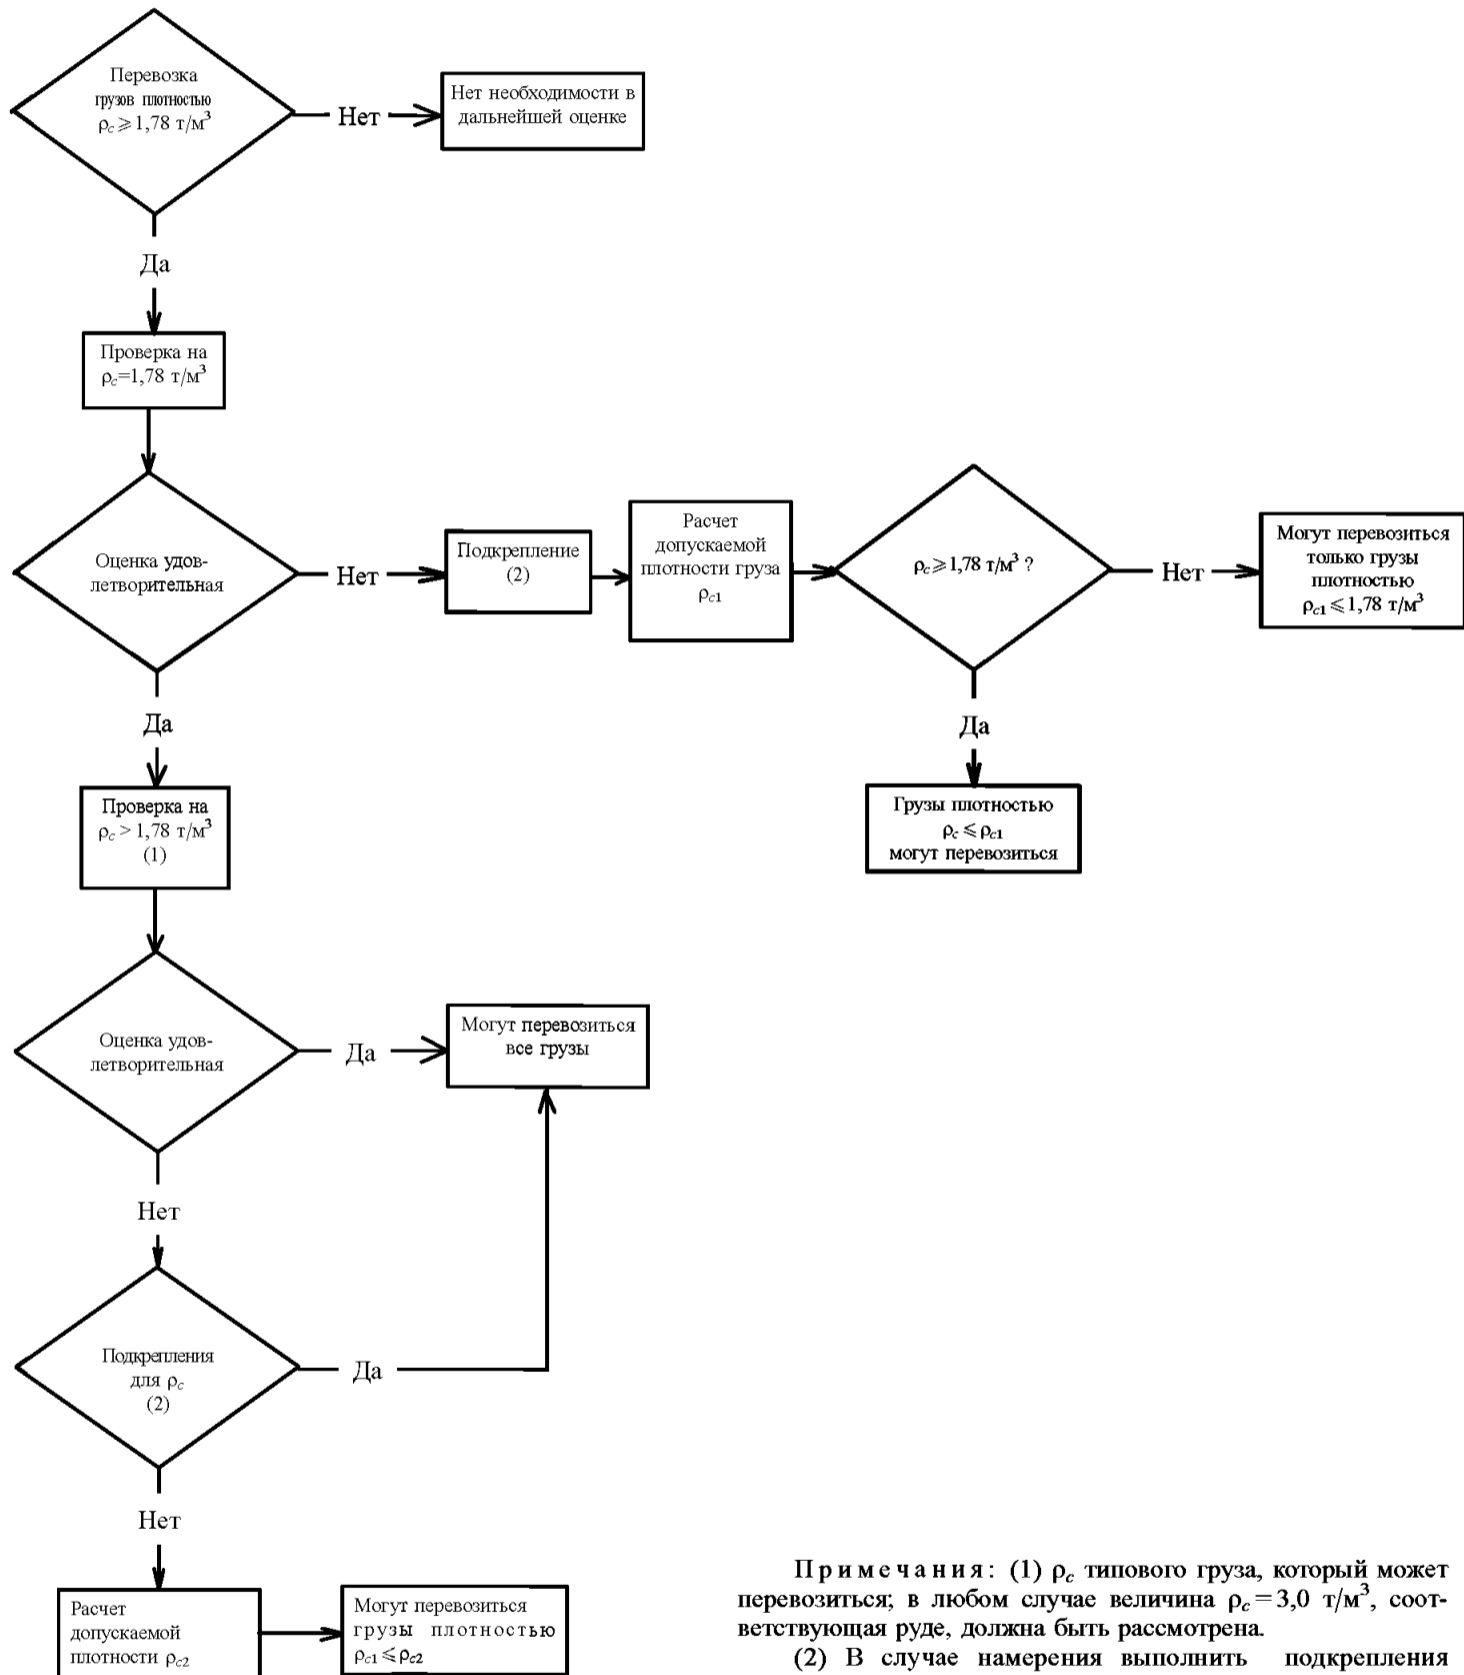 Перевозка
грузов плотностью
ρc ⩾ 1,78 т/м³
Нет
Нет необходимости в
дальнейшей оценке
Да
Проверка на
ρc=1,78 т/м³
Оценка удов-
летворительная
Нет
Подкрепление
(2)
Расчет
допускаемой
плотности груза
ρc1
ρc ⩾ 1,78 т/м³ ?
Нет
Могут перевозиться
только грузы
плотностью
ρc1 ⩽ 1,78 т/м³
Да
Грузы плотностью
ρc ⩽ ρc1
могут перевозиться
Да
Проверка на
ρc > 1,78 т/м³
(1)
Оценка удов-
летворительная
Да
Могут перевозиться
все грузы
Нет
Подкрепления
для ρc
(2)
Да
Нет
Расчет
допускаемой
плотности ρc2
Могут перевозиться
грузы плотностью
ρc1 ⩽ ρc2
Примечания: (1) ρc типового груза, который может
перевозиться; в любом случае величина ρc = 3,0 т/м³, соот-
ветствующая руде, должна быть рассмотрена.
(2) В случае намерения выполнить подкрепления